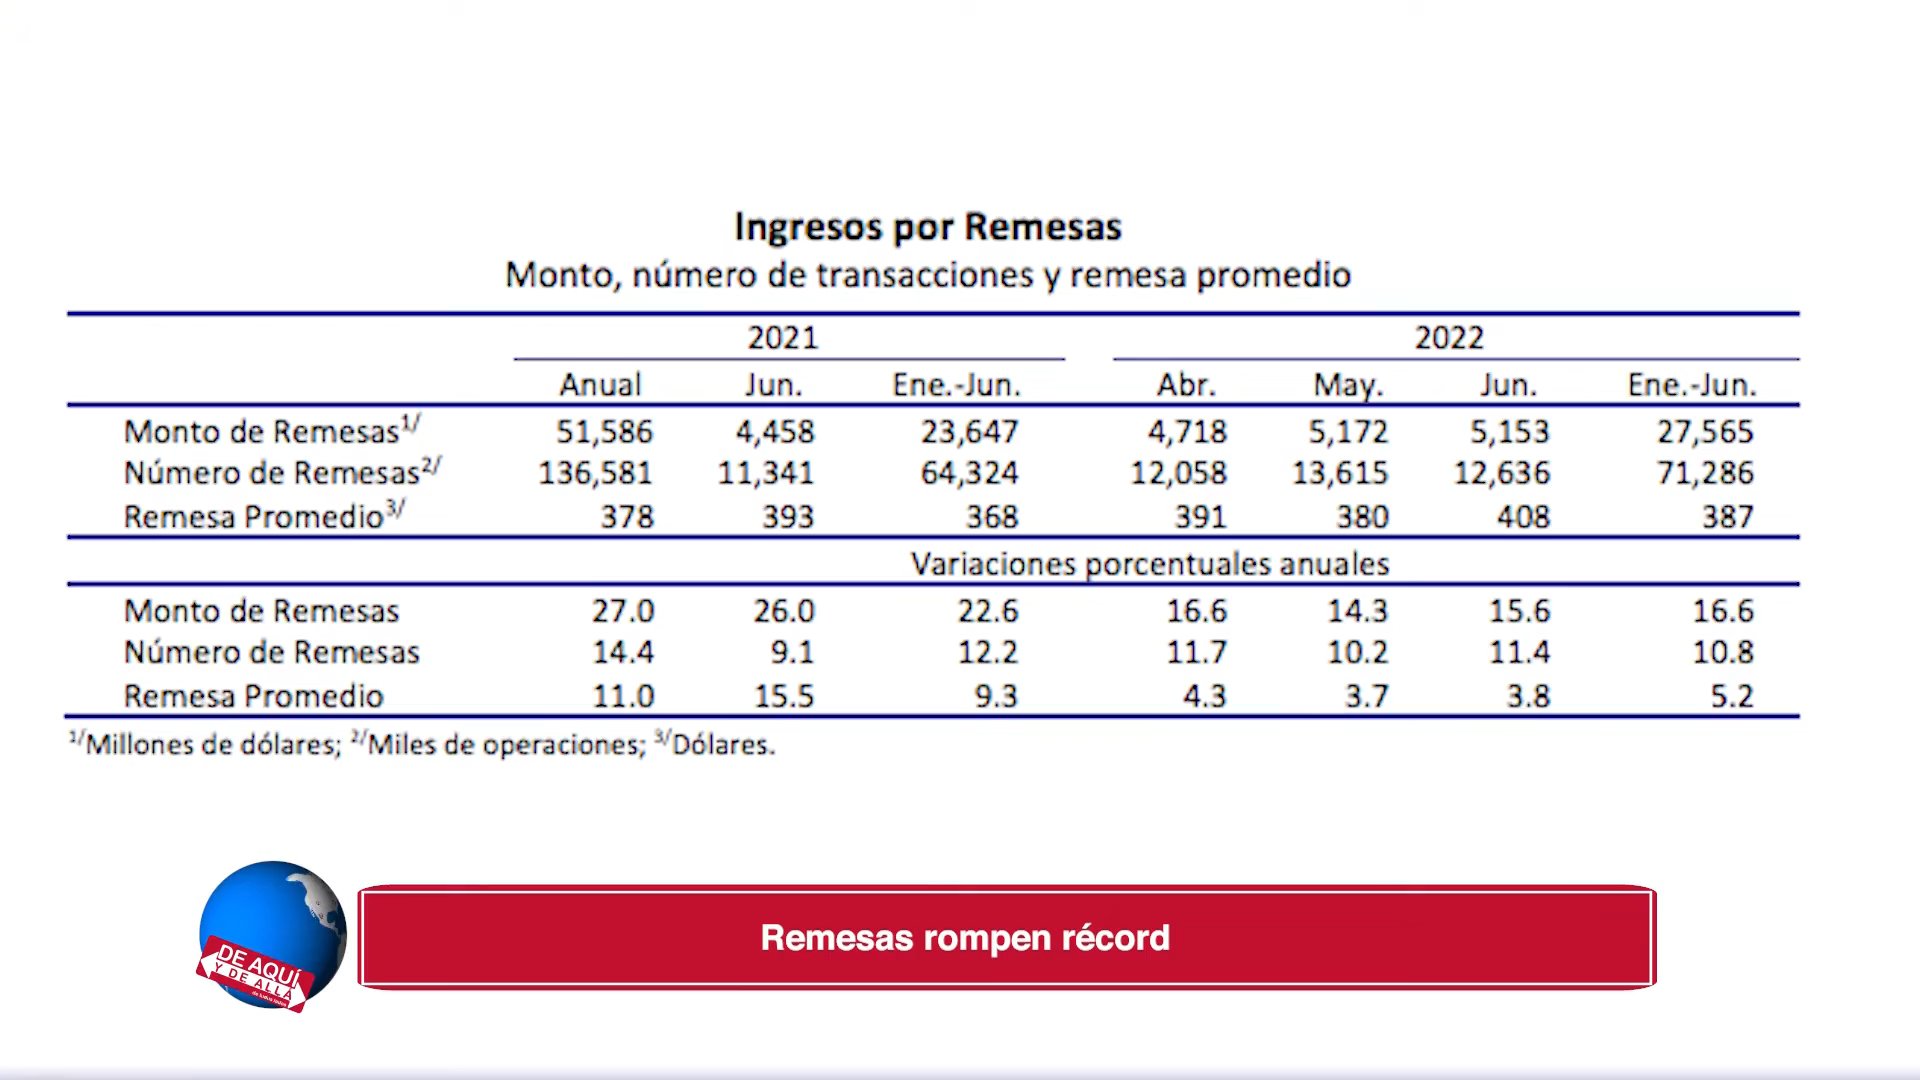 Ingresos por Remesas
Monto, número de transacciones y remesa promedio
2021 2022
Anual Jun. Ene.-Jun. Abr. May. Jun. Ene.-Jun.
Monto de Remesas1/ 51,586 4,458 23,647 4,718 5,172 5,153 27,565
Número de Remesas2/ 136,581 11,341 64,324 12,058 13,615 12,636 71,286
Remesa Promedio3/ 378 393 368 391 380 408 387
Variaciones porcentuales anuales
Monto de Remesas 27.0 26.0 22.6 16.6 14.3 15.6 16.6
Número de Remesas 14.4 9.1 12.2 11.7 10.2 11.4 10.8
Remesa Promedio 11.0 15.5 9.3 4.3 3.7 3.8 5.2
1/Millones de dólares; 2/Miles de operaciones; 3/Dólares.
DE AQUÍ
Y DE ALLÁ
Remesas rompen récord